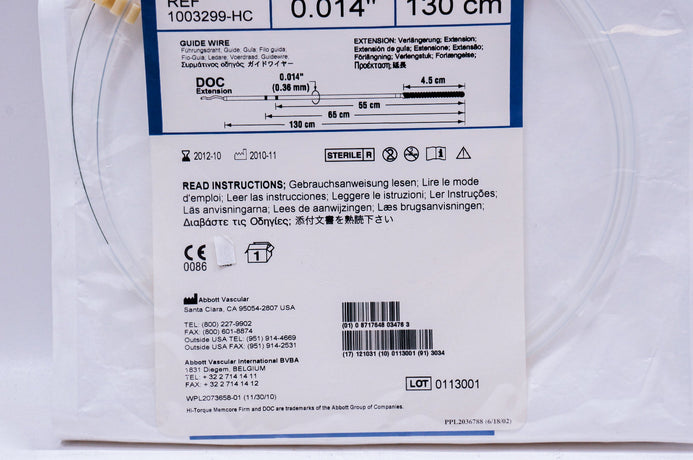 REF
1003299-HC
0.014"
130 cm
GUIDE WIRE
Führungsdraht; Guide; Guía; Filo guida;
Fio-Guia; Ledare; Voerdraad; Guidewire;
Συρμάτινος οδηγός; ガイドワイヤー
EXTENSION: Verlängerung; Extension;
Extensión de guía; Estensione; Extensão;
Förlängning; Verlengstuk; Forlængelse;
Προέκταση; 延長
DOC
Extension
0.014"
(0.36 mm)
4.5 cm
55 cm
65 cm
130 cm
2012-10
2010-11
STERILE R
2
i
READ INSTRUCTIONS; Gebrauchsanweisung lesen; Lire le mode
d'emploi; Leer las instrucciones; Leggere le istruzioni; Ler Instruções;
Läs anvisningarna; Lees de aanwijzingen; Læs brugsanvisningen;
Διαβάστε τις Οδηγίες; 添付文書を熟読下さい
CE
0086
1
Abbott Vascular
Santa Clara, CA 95054-2807 USA
TEL: (800) 227-9902
FAX: (800) 601-8874
Outside USA TEL: (951) 914-4669
Outside USA FAX: (951) 914-2531
Abbott Vascular International BVBA
1831 Diegem, BELGIUM
TEL: + 32 2 714 14 11
FAX: + 32 2 714 14 12
WPL2073658-01 (11/30/10)
Hi-Torque Memcore Firm and DOC are trademarks of the Abbott Group of Companies.
(01) 0 8717648 03476 3
(17) 121031 (10) 0113001 (91) 3034
LOT 0113001
PPL2036788 (6/18/02)